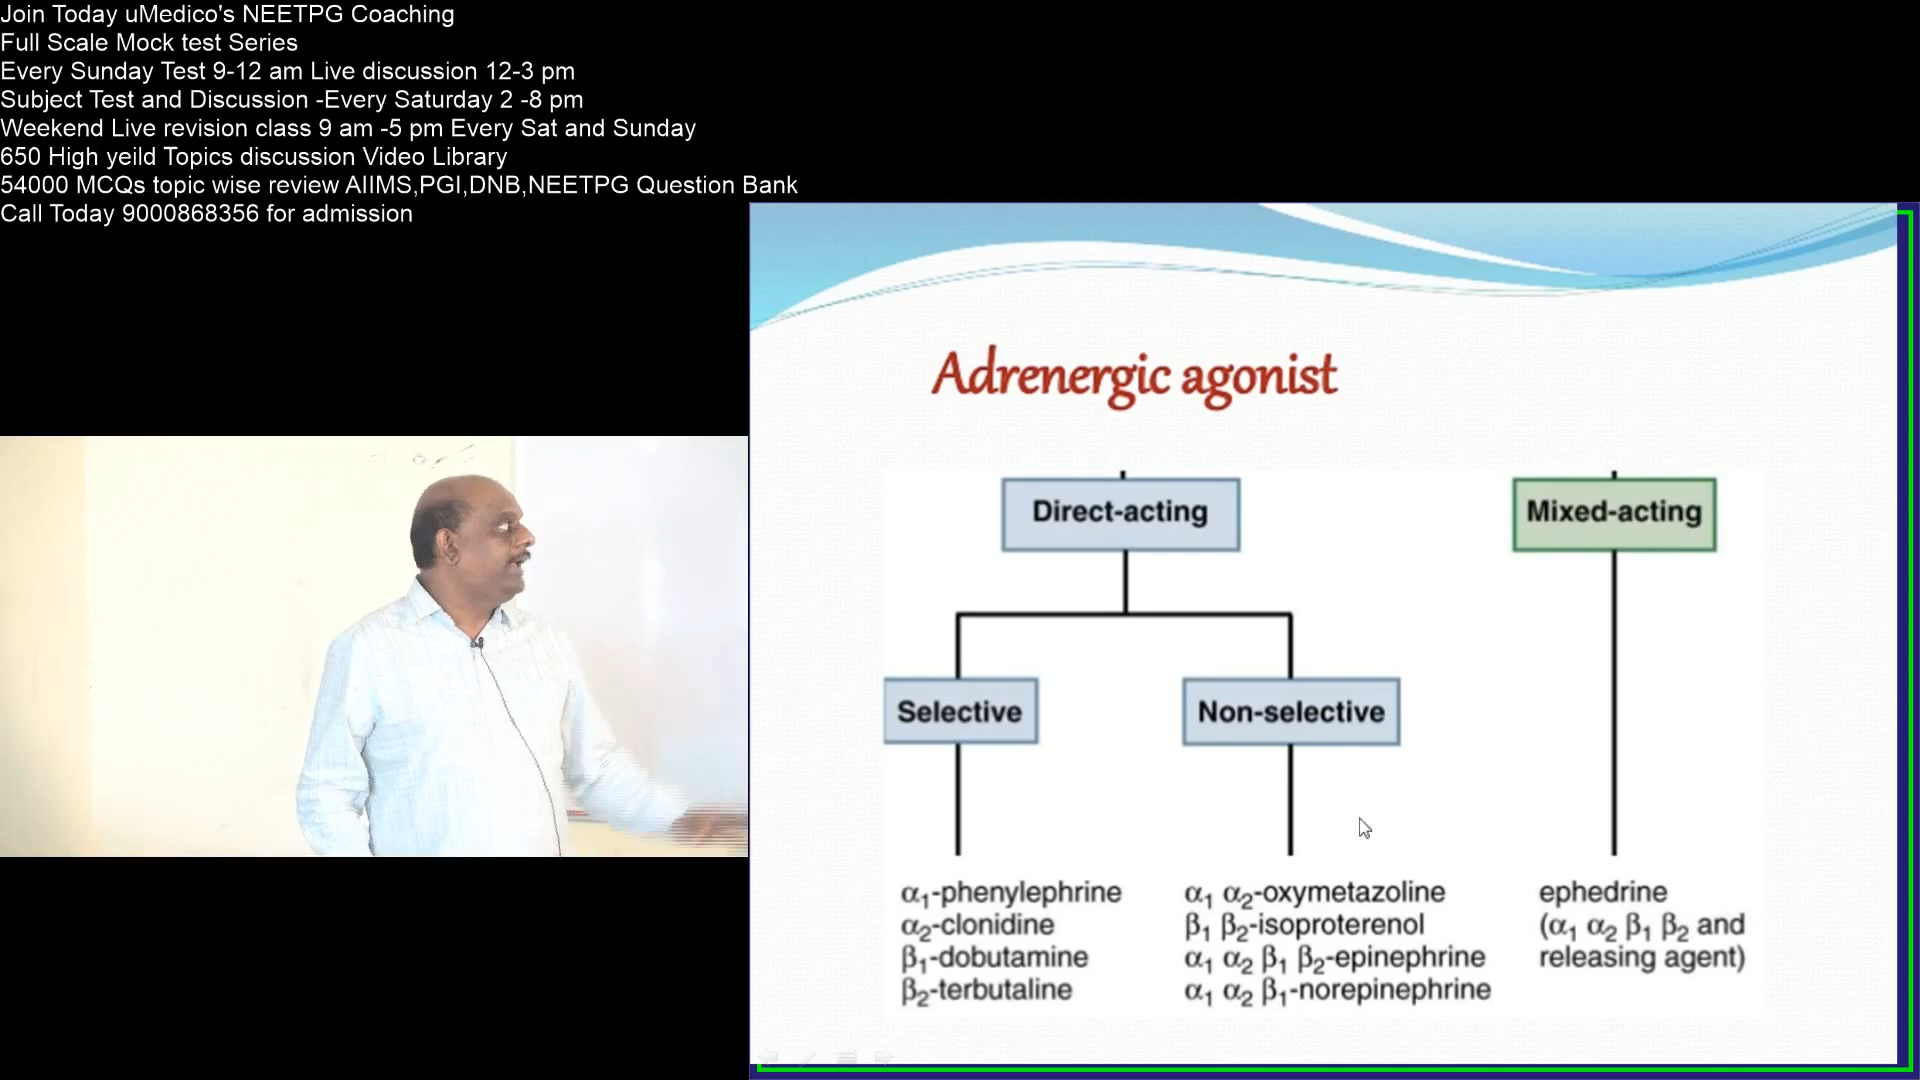 Join Today uMedico's NEETPG Coaching
Full Scale Mock test Series
Every Sunday Test 9-12 am Live discussion 12-3 pm
Subject Test and Discussion -Every Saturday 2 -8 pm
Weekend Live revision class 9 am -5 pm Every Sat and Sunday
650 High yeild Topics discussion Video Library
54000 MCQs topic wise review AIIMS,PGI,DNB,NEETPG Question Bank
Call Today 9000868356 for admission
Adrenergic agonist
Direct-acting
Mixed-acting
Selective
Non-selective
α₁-phenylephrine
α₂-clonidine
β₁-dobutamine
β₂-terbutaline
α₁ α₂-oxymetazoline
β₁ β₂-isoproterenol
α₁ α₂ β₁ β₂-epinephrine
α₁ α₂ β₁-norepinephrine
ephedrine
(α₁ α₂ β₁ β₂ and
releasing agent)